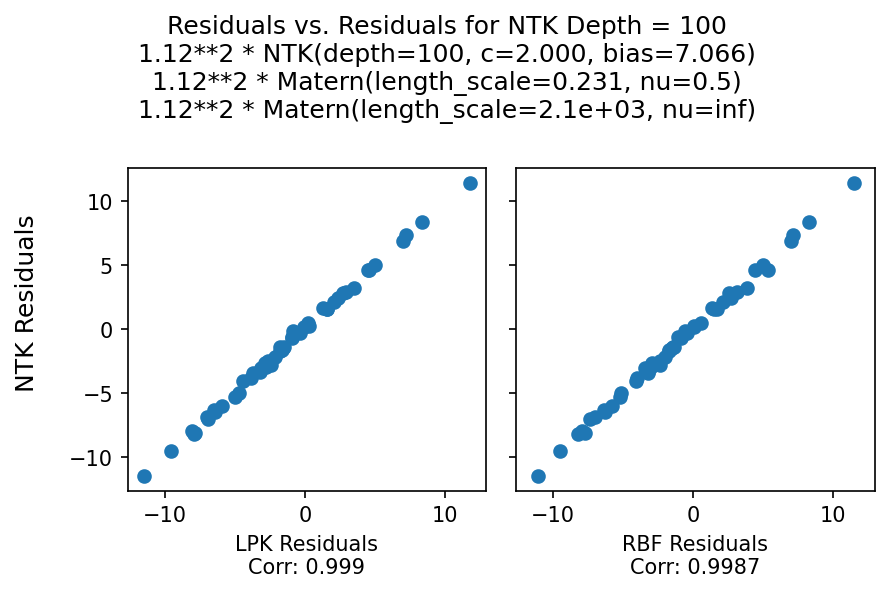 Residuals vs. Residuals for NTK Depth = 100
1.12**2 * NTK(depth=100, c=2.000, bias=7.066)
1.12**2 * Matern(length_scale=0.231, nu=0.5)
1.12**2 * Matern(length_scale=2.1e+03, nu=inf)
NTK Residuals
10
5
0
−5
−10
−10 0 10
LPK Residuals
Corr: 0.999
−10 0 10
RBF Residuals
Corr: 0.9987